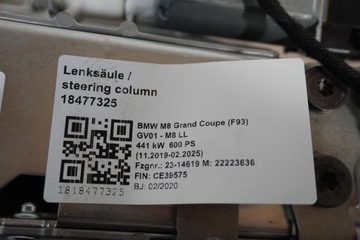 Lenksäule /
steering column
18477325
BMW M8 Grand Coupe (F93)
GV01 - M8 LL
441 kW 600 PS
(11.2019-02.2025)
Fzgnr.: 23-14619 M: 22223636
FIN: CE39575
BJ: 02/2020
1818477325